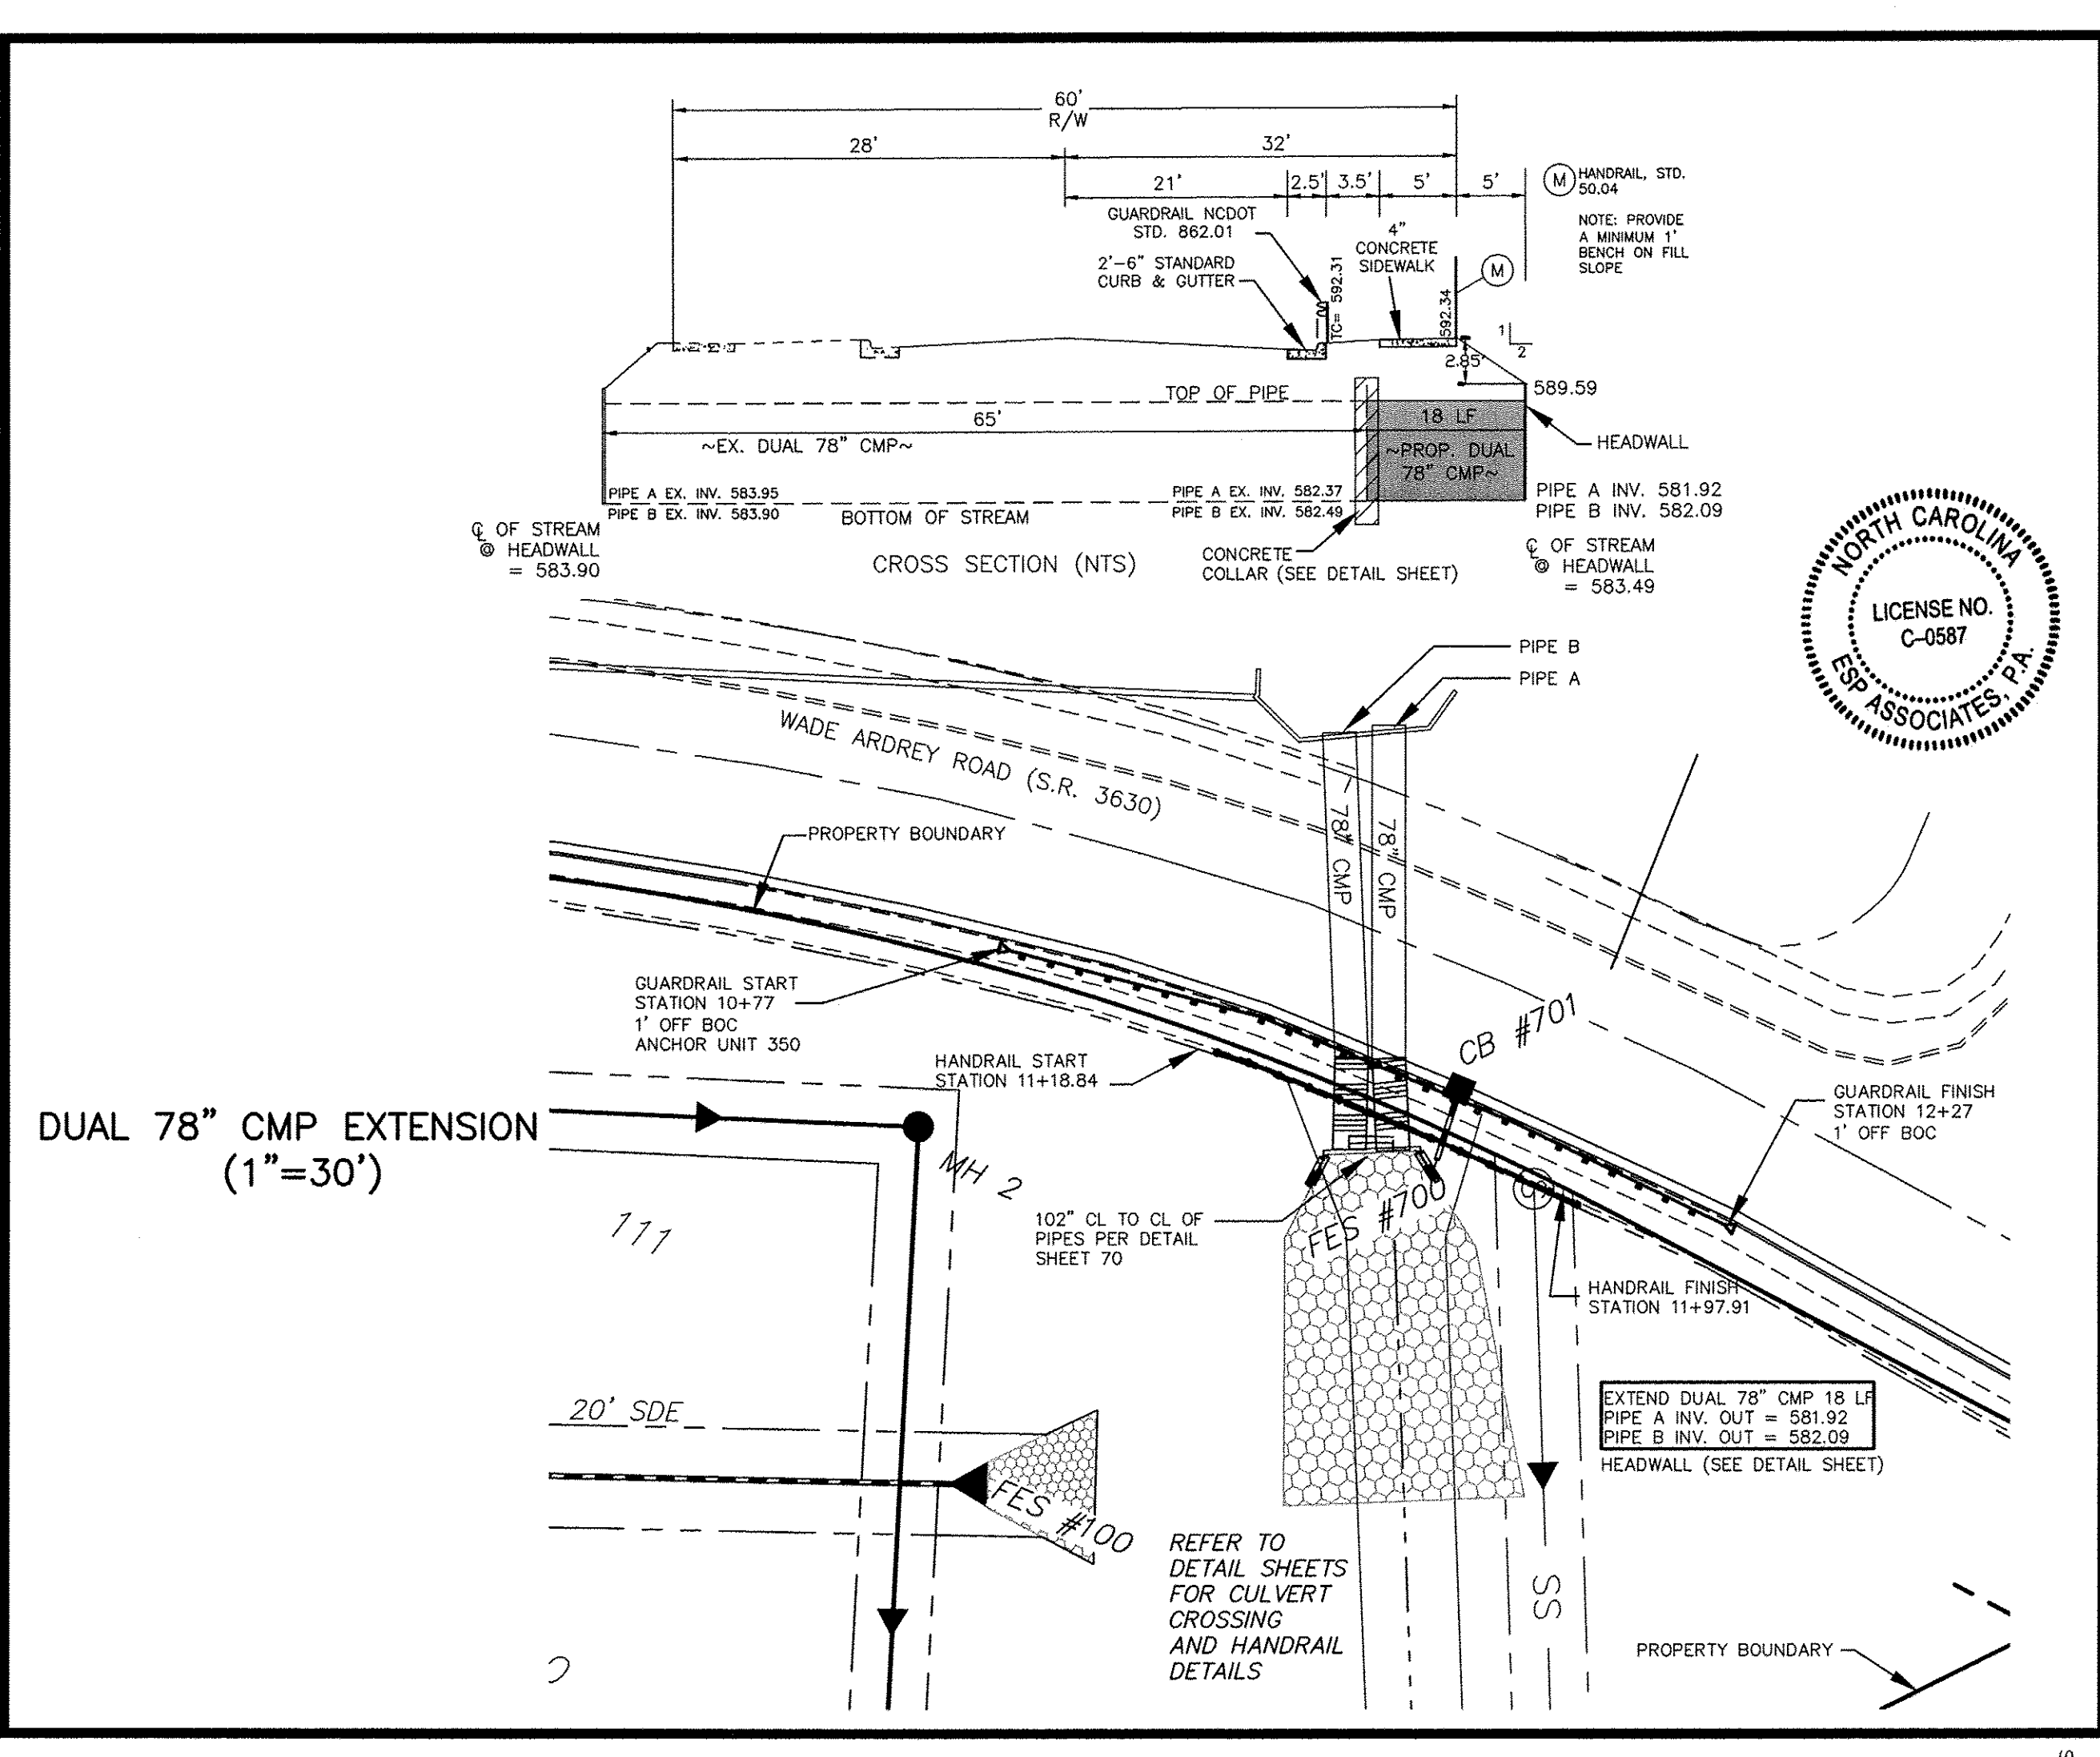 60'
R/W
28'
32'
21'
2.5'
3.5'
5'
5'
M
HANDRAIL, STD.
50.04
NOTE: PROVIDE
A MINIMUM 1'
BENCH ON FILL
SLOPE
GUARDRAIL NCDOT
STD. 862.01
2'-6" STANDARD
CURB & GUTTER
TC= 592.31
4"
CONCRETE
SIDEWALK
592.34
M
1
2
2.85'
589.59
TOP OF PIPE
65'
18 LF
~EX. DUAL 78" CMP~
~PROP. DUAL
78" CMP~
HEADWALL
PIPE A EX. INV. 583.95
PIPE B EX. INV. 583.90
BOTTOM OF STREAM
PIPE A EX. INV. 582.37
PIPE B EX. INV. 582.49
PIPE A INV. 581.92
PIPE B INV. 582.09
℄ OF STREAM
@ HEADWALL
= 583.90
CROSS SECTION (NTS)
CONCRETE
COLLAR (SEE DETAIL SHEET)
℄ OF STREAM
@ HEADWALL
= 583.49
NORTH CAROLINA
LICENSE NO.
C-0587
ESP ASSOCIATES, P.A.
PIPE B
PIPE A
WADE ARDREY ROAD (S.R. 3630)
78" CMP
78" CMP
PROPERTY BOUNDARY
GUARDRAIL START
STATION 10+77
1' OFF BOC
ANCHOR UNIT 350
HANDRAIL START
STATION 11+18.84
CB #701
GUARDRAIL FINISH
STATION 12+27
1' OFF BOC
DUAL 78" CMP EXTENSION
(1"=30')
MH 2
111
102" CL TO CL OF
PIPES PER DETAIL
SHEET 70
FES #700
S
HANDRAIL FINISH
STATION 11+97.91
EXTEND DUAL 78" CMP 18 LF
PIPE A INV. OUT = 581.92
PIPE B INV. OUT = 582.09
HEADWALL (SEE DETAIL SHEET)
20' SDE
FES #100
REFER TO
DETAIL SHEETS
FOR CULVERT
CROSSING
AND HANDRAIL
DETAILS
SS
PROPERTY BOUNDARY